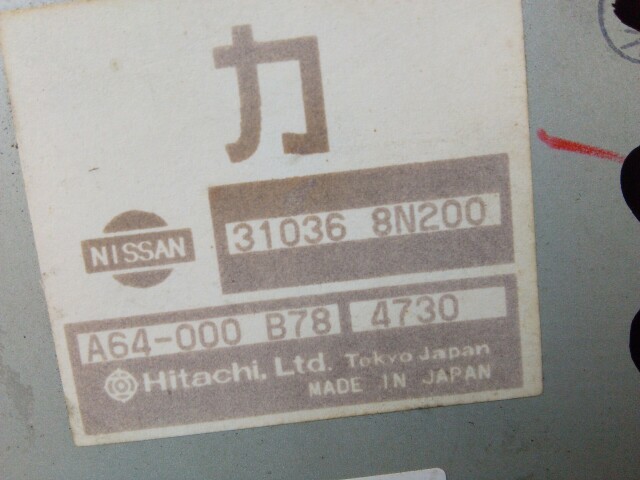 カ
NISSAN
31036 8N200
A64-000 B78 4730
Hitachi, Ltd. Tokyo Japan
MADE IN JAPAN